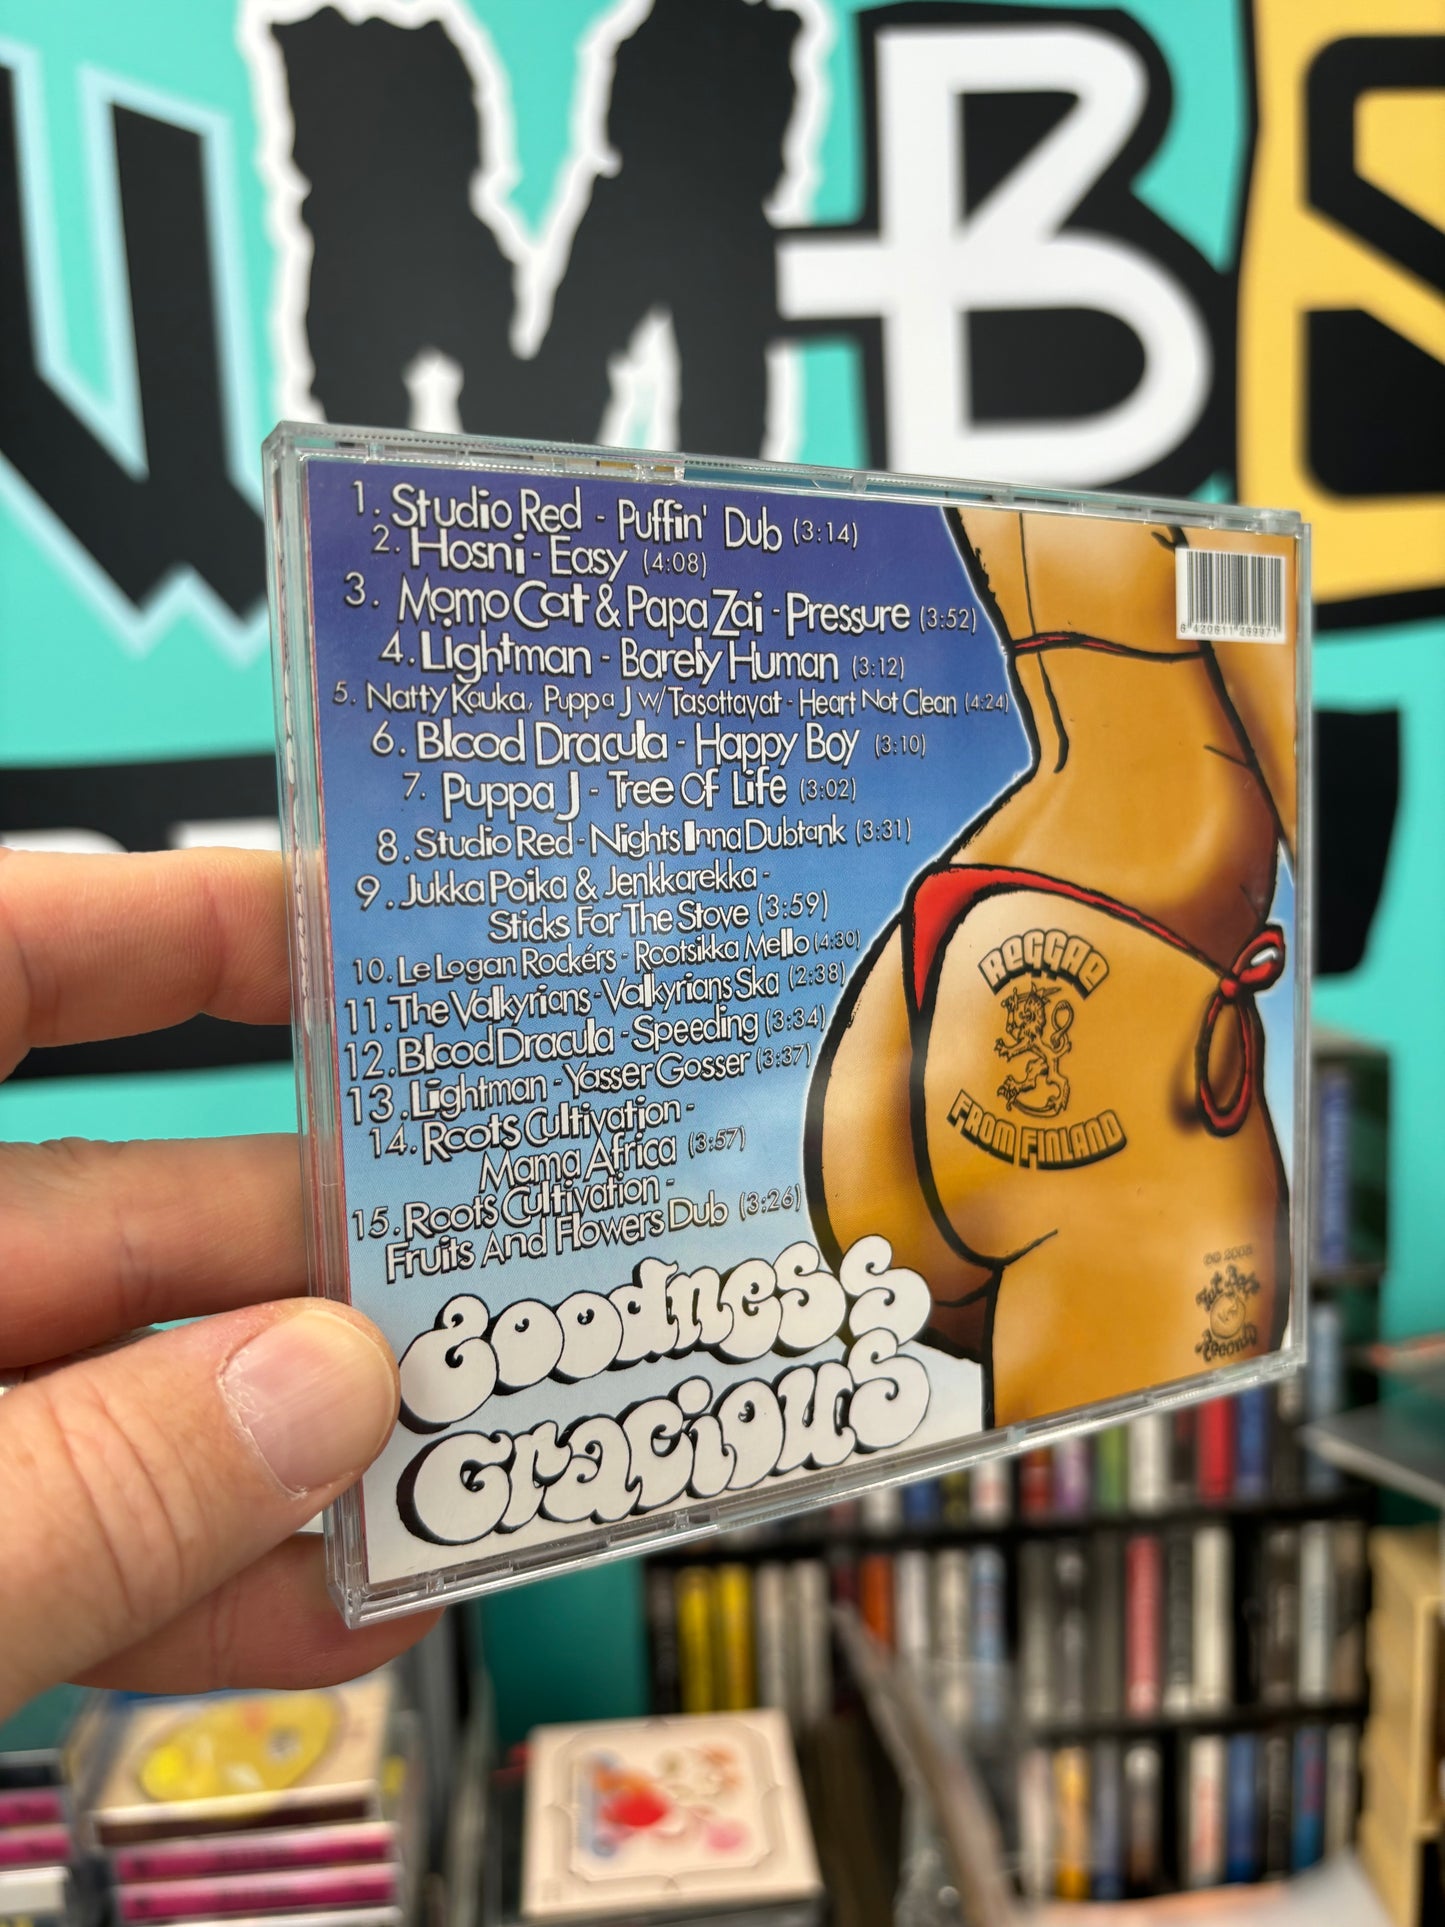 MBS
1. Studio Red - Puffin' Dub (3:14)
2. Hosni - Easy (4:08)
3. Momo Cat & Papa Zai - Pressure (3:52)
4. Lightman - Barely Human (3:12)
5. Natty Kauka, Puppa J w/ Tasottavat - Heart Not Clean (4:24)
6. Blood Dracula - Happy Boy (3:10)
7. Puppa J - Tree Of Life (3:02)
8. Studio Red - Nights Inna Dubtank (3:31)
9. Jukka Poika & Jenkkarekka -
Sticks For The Stove (3:59)
10. Le Logan Rockérs - Rootsikka Mello (4:30)
11. The Valkyrians - Valkyrians Ska (2:38)
12. Blood Dracula - Speeding (3:34)
13. Lightman - Yasser Gosser (3:37)
14. Roots Cultivation -
Mama Africa (3:57)
15. Roots Cultivation -
Fruits And Flowers Dub (3:26)
Goodness
Gracious
REGGAE
FROM FINLAND
Records